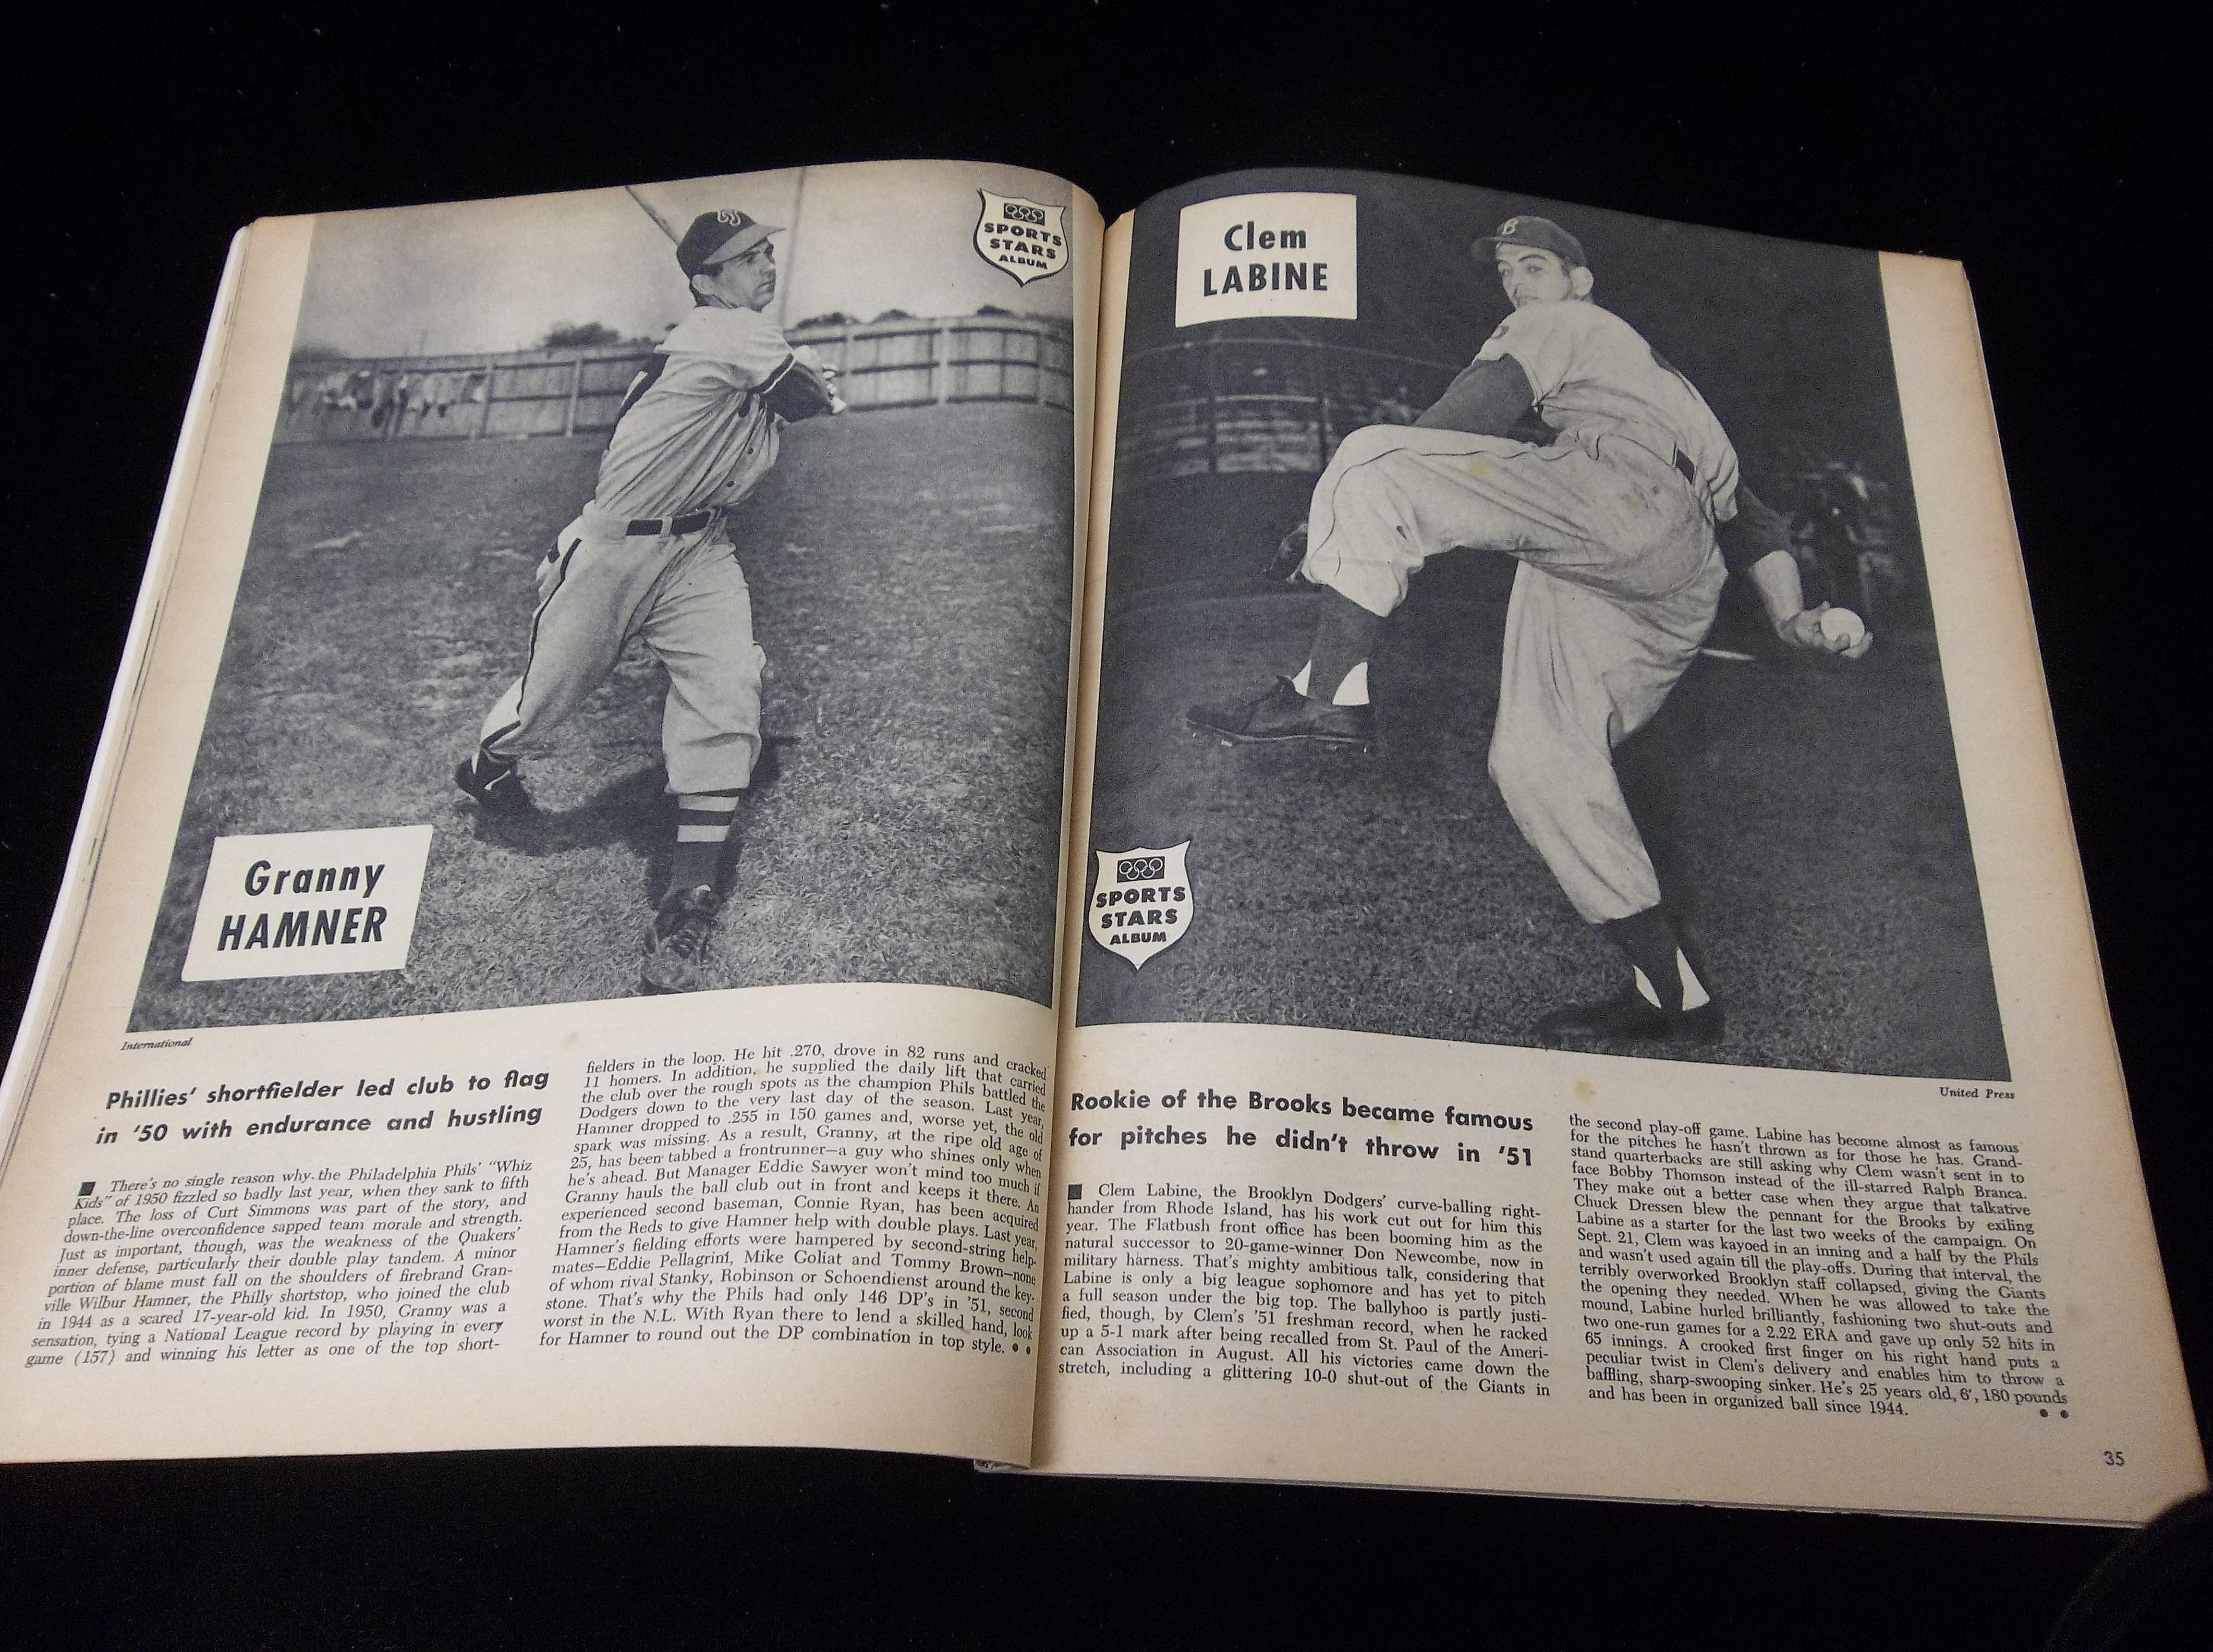 SPORTS
STARS
ALBUM
Granny
HAMNER
International
Phillies' shortfielder led club to flag
in '50 with endurance and hustling
There's no single reason why the Philadelphia Phils' "Whiz
Kids" of 1950 fizzled so badly last year, when they sank to fifth
place. The loss of Curt Simmons was part of the story, and
down-the-line overconfidence sapped team morale and strength.
Just as important, though, was the weakness of the Quakers'
inner defense, particularly their double play tandem. A minor
portion of blame must fall on the shoulders of firebrand Gran-
ville Wilbur Hamner, the Philly shortstop, who joined the club
in 1944 as a scared 17-year-old kid. In 1950, Granny was a
sensation, tying a National League record by playing in every
game (157) and winning his letter as one of the top short-
fielders in the loop. He hit .270, drove in 82 runs and cracked
11 homers. In addition, he supplied the daily lift that carried
the club over the rough spots as the champion Phils battled the
Dodgers down to the very last day of the season. Last year,
Hamner dropped to .255 in 150 games and, worse yet, the old
spark was missing. As a result, Granny, at the ripe old age of
25, has been tabbed a frontrunner—a guy who shines only when
he's ahead. But Manager Eddie Sawyer won't mind too much if
Granny hauls the ball club out in front and keeps it there. An
experienced second baseman, Connie Ryan, has been acquired
from the Reds to give Hamner help with double plays. Last year,
Hamner's fielding efforts were hampered by second-string help-
mates—Eddie Pellagrini, Mike Goliat and Tommy Brown—none
of whom rival Stanky, Robinson or Schoendienst around the key-
stone. That's why the Phils had only 146 DP's in '51, second
worst in the N.L. With Ryan there to lend a skilled hand, look
for Hamner to round out the DP combination in top style. • •
Clem
LABINE
B
SPORTS
STARS
ALBUM
United Press
Rookie of the Brooks became famous
for pitches he didn't throw in '51
Clem Labine, the Brooklyn Dodgers' curve-balling right-
hander from Rhode Island, has his work cut out for him this
year. The Flatbush front office has been booming him as the
natural successor to 20-game-winner Don Newcombe, now in
military harness. That's mighty ambitious talk, considering that
Labine is only a big league sophomore and has yet to pitch
a full season under the big top. The ballyhoo is partly justi-
fied, though, by Clem's '51 freshman record, when he racked
up a 5-1 mark after being recalled from St. Paul of the Ameri-
can Association in August. All his victories came down the
stretch, including a glittering 10-0 shut-out of the Giants in
the second play-off game. Labine has become almost as famous
for the pitches he hasn't thrown as for those he has. Grand-
stand quarterbacks are still asking why Clem wasn't sent in to
face Bobby Thomson instead of the ill-starred Ralph Branca.
They make out a better case when they argue that talkative
Chuck Dressen blew the pennant for the Brooks by exiling
Labine as a starter for the last two weeks of the campaign. On
Sept. 21, Clem was kayoed in an inning and a half by the Phils
and wasn't used again till the play-offs. During that interval, the
terribly overworked Brooklyn staff collapsed, giving the Giants
the opening they needed. When he was allowed to take the
mound, Labine hurled brilliantly, fashioning two shut-outs and
two one-run games for a 2.22 ERA and gave up only 52 hits in
65 innings. A crooked first finger on his right hand puts a
peculiar twist in Clem's delivery and enables him to throw a
baffling, sharp-swooping sinker. He's 25 years old, 6', 180 pounds
and has been in organized ball since 1944. • •
35